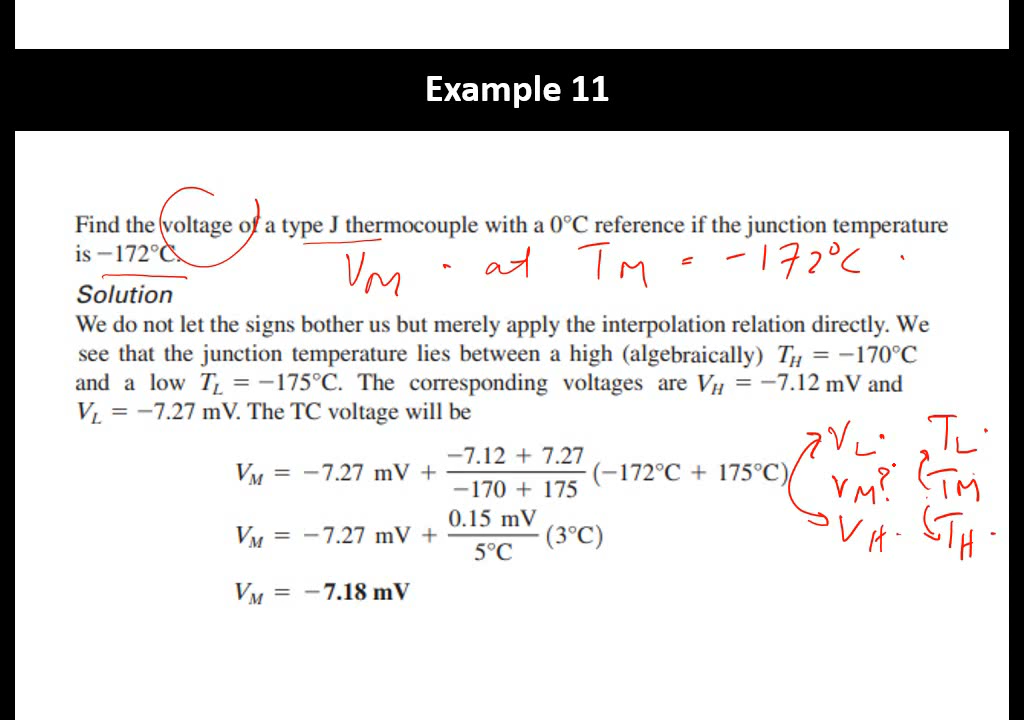 Example 11
Find the voltage of a type J thermocouple with a 0°C reference if the junction temperature
is −172°C.
VM . at TM = -172°C .
Solution
We do not let the signs bother us but merely apply the interpolation relation directly. We
see that the junction temperature lies between a high (algebraically) TH = −170°C
and a low TL = −175°C. The corresponding voltages are VH = −7.12 mV and
VL = −7.27 mV. The TC voltage will be
VM = −7.27 mV + (−7.12 + 7.27)/(−170 + 175) (−172°C + 175°C)
VM = −7.27 mV + 0.15 mV/5°C (3°C)
VM = −7.18 mV
VL . TL .
VM? TM
VH . TH .